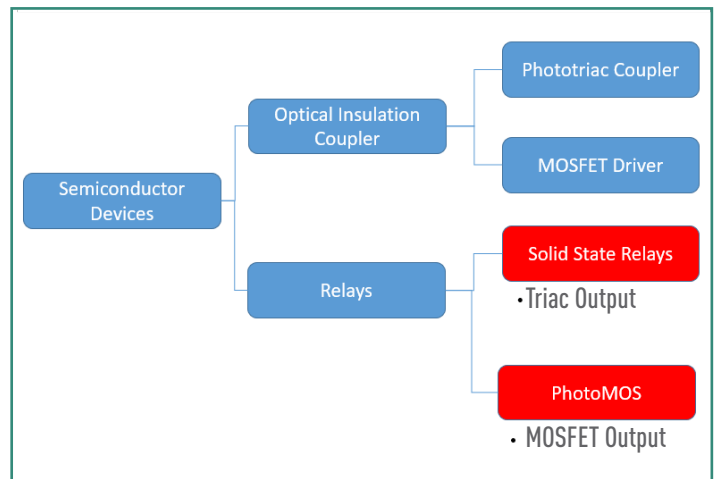 Phototriac Coupler
Optical Insulation
Coupler
MOSFET Driver
Semiconductor
Devices
Solid State Relays
• Triac Output
Relays
PhotoMOS
• MOSFET Output